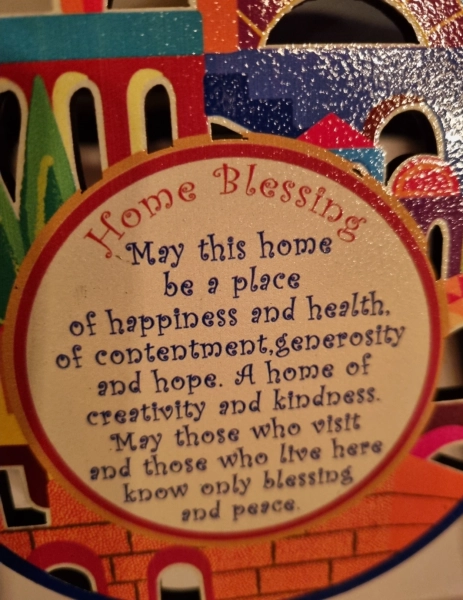 Home Blessing
May this home
be a place
of happiness and health,
of contentment,generosity
and hope. A home of
creativity and kindness.
May those who visit
and those who live here
know only blessing
and peace.